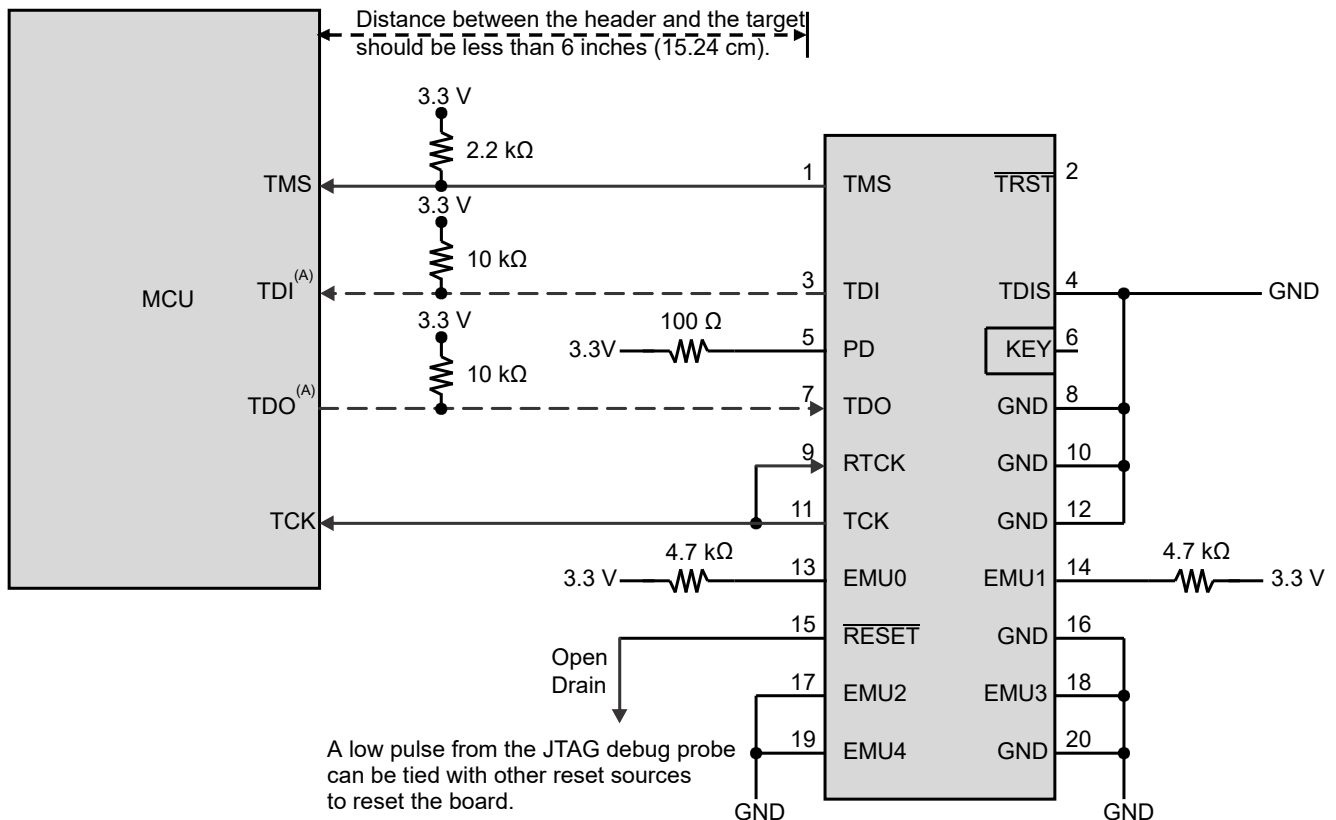 Distance between the header and the target
should be less than 6 inches (15.24 cm).
3.3 V
2.2 kΩ
TMS
1
TMS
TRST
2
3.3 V
10 kΩ
MCU
TDI(A)
3
TDI
TDIS
4
GND
3.3 V
100 Ω
3.3V
5
PD
KEY
6
10 kΩ
TDO(A)
7
TDO
GND
8
9
RTCK
GND
10
TCK
11
TCK
GND
12
4.7 kΩ
3.3 V
13
EMU0
EMU1
14
4.7 kΩ
3.3 V
15
RESET
GND
16
Open
Drain
17
EMU2
EMU3
18
A low pulse from the JTAG debug probe
can be tied with other reset sources
to reset the board.
19
EMU4
GND
20
GND
GND